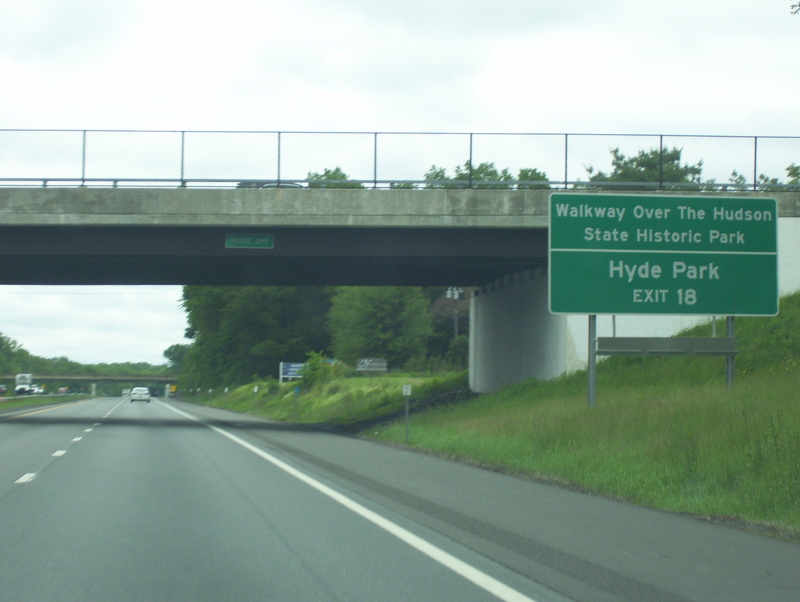 Walkway Over The Hudson
State Historic Park
Hyde Park
EXIT 18